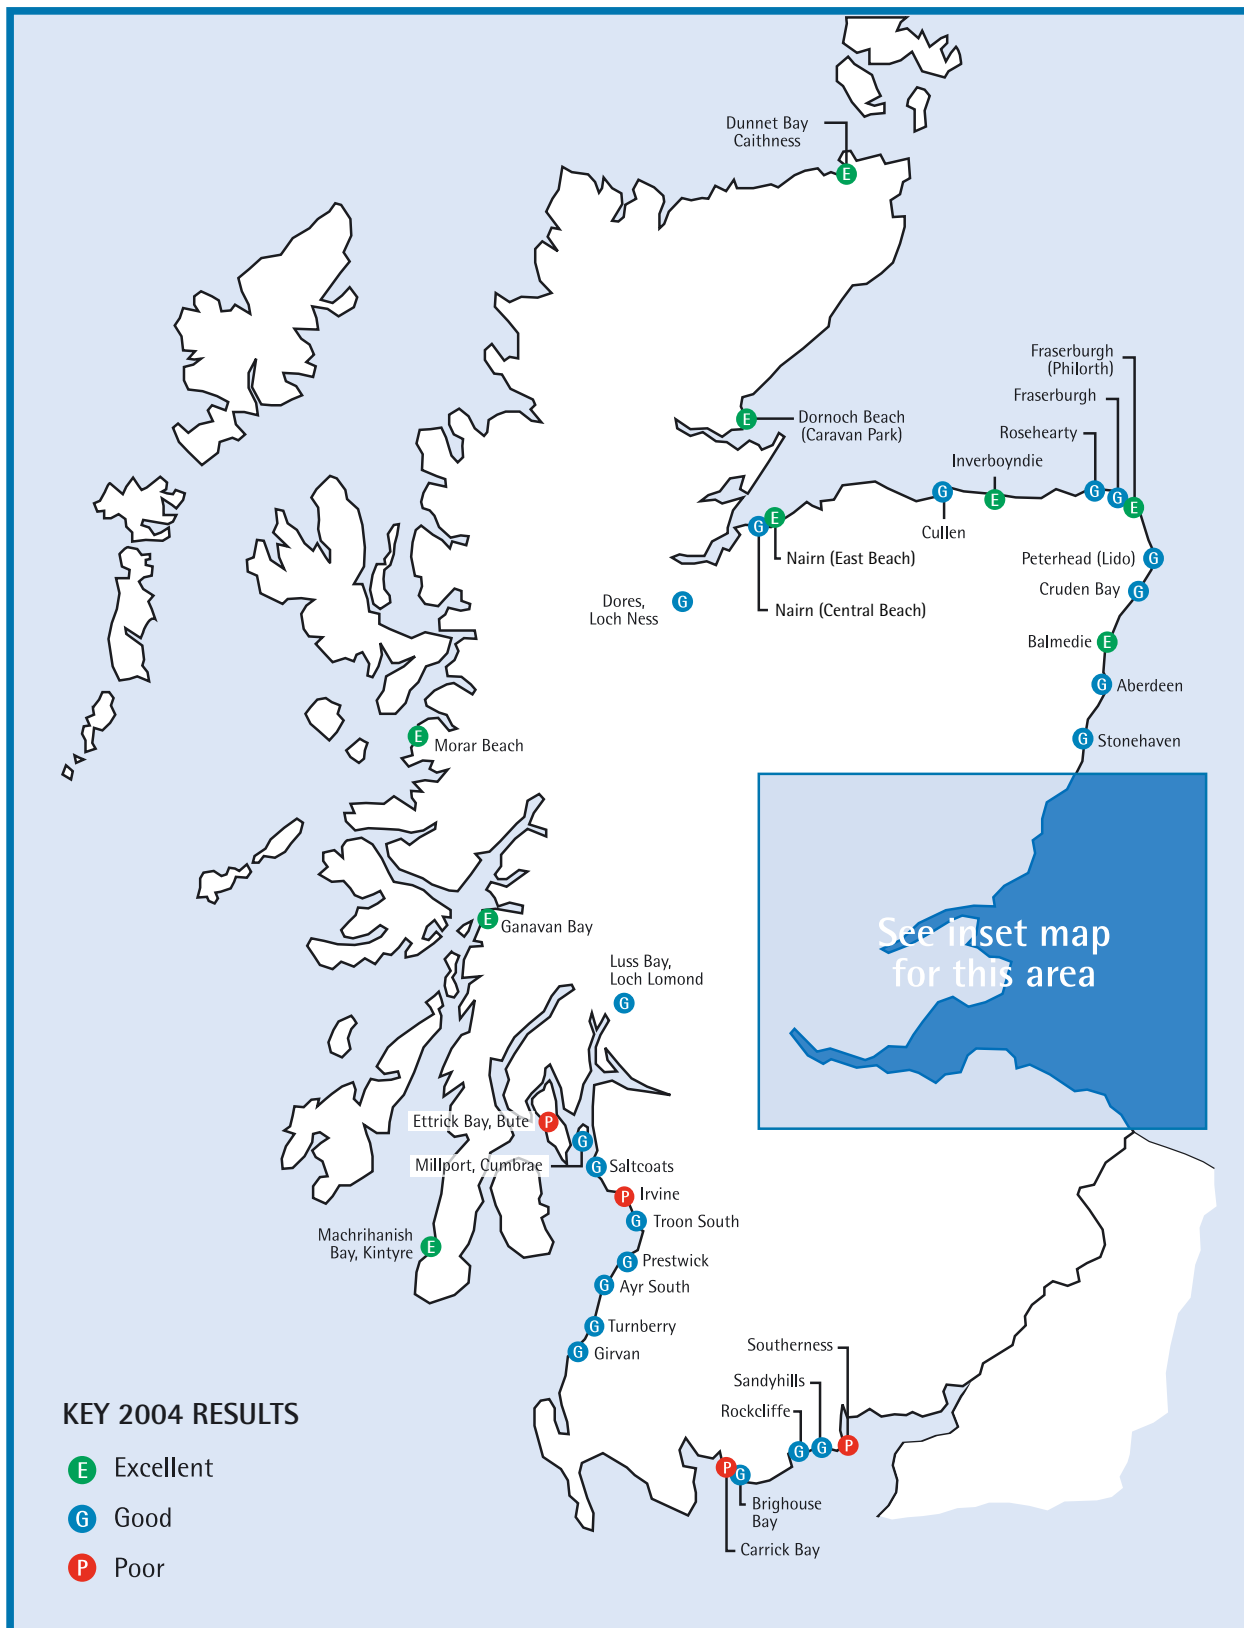 Dunnet Bay
Caithness
E
Fraserburgh
(Philorth)
Fraserburgh
E
Dornoch Beach
(Caravan Park)
Rosehearty
Inverboyndie
G
E
G
G
E
G
E
Cullen
Nairn (East Beach)
Peterhead (Lido)
G
Cruden Bay
G
Dores,
Loch Ness
G
Nairn (Central Beach)
Balmedie
E
G
Aberdeen
E
Morar Beach
G
Stonehaven
See inset map
for this area
E
Ganavan Bay
Luss Bay,
Loch Lomond
G
Ettrick Bay, Bute
P
G
Millport, Cumbrae
G
Saltcoats
P
Irvine
G
Troon South
Machrihanish
Bay, Kintyre
E
G
Prestwick
G
Ayr South
G
Turnberry
G
Girvan
Southerness
Sandyhills
Rockcliffe
G
G
P
P
G
Brighouse
Bay
Carrick Bay
KEY 2004 RESULTS
E Excellent
G Good
P Poor